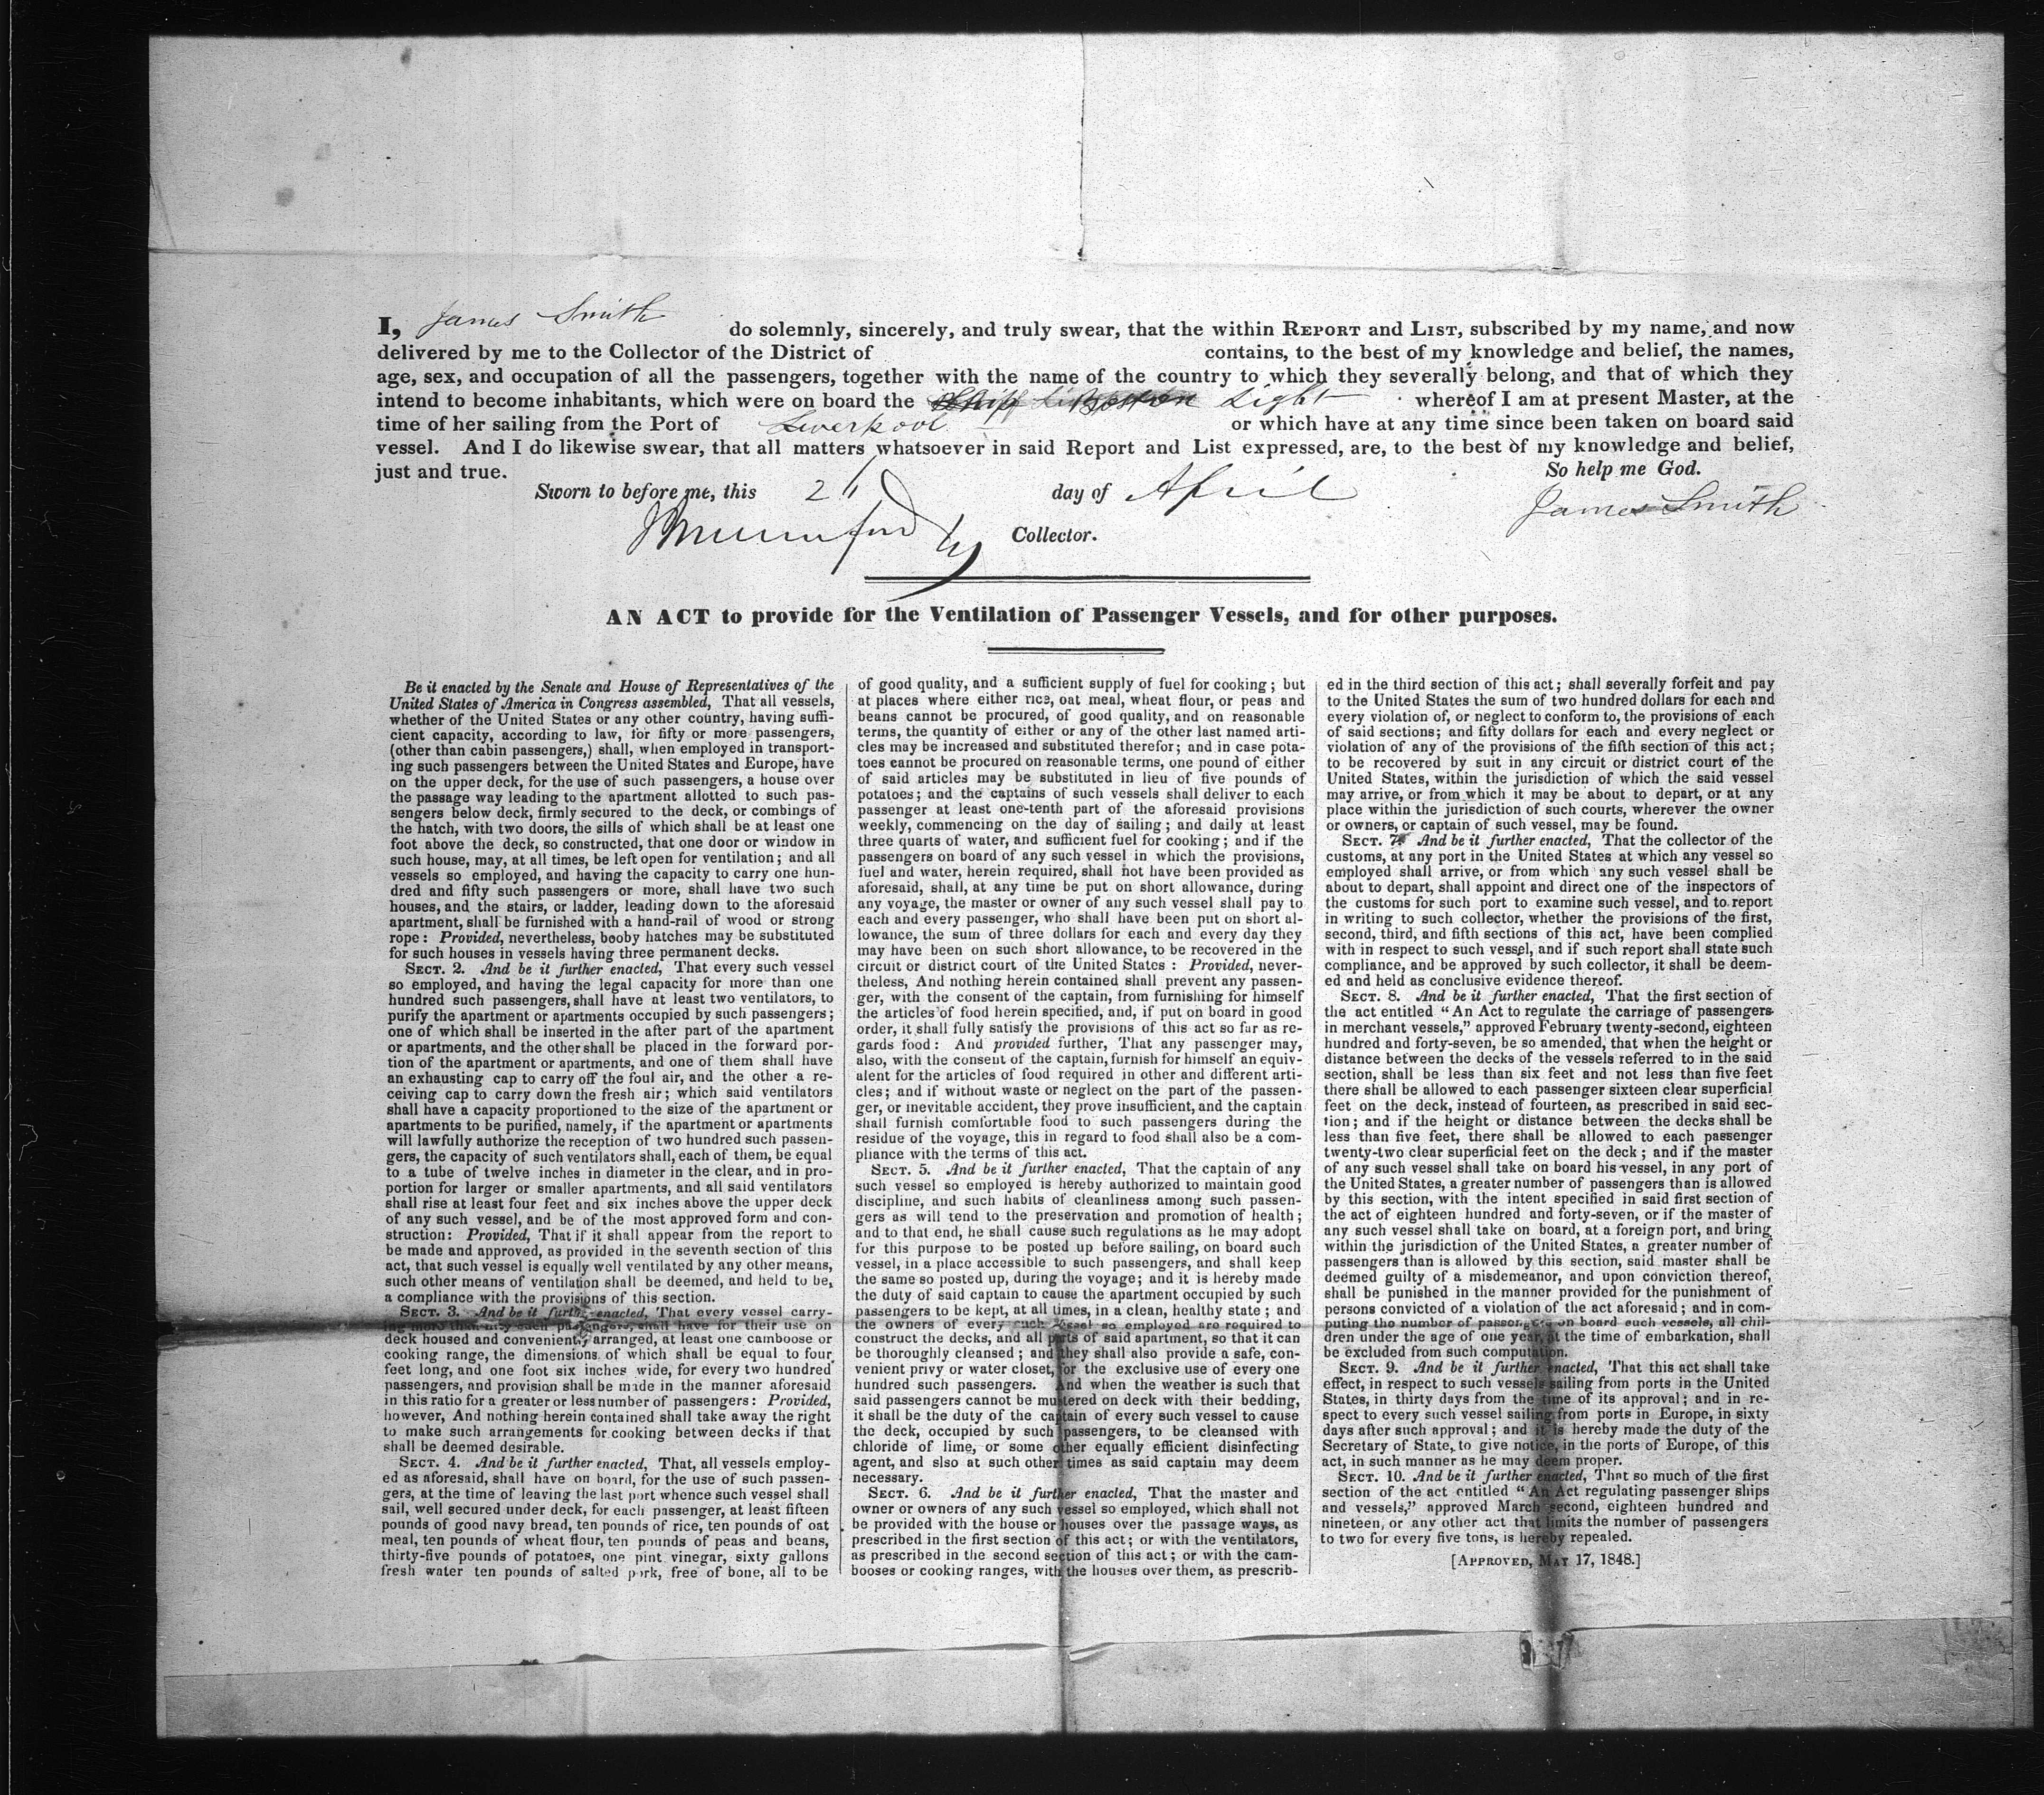 I, James Smith do solemnly, sincerely, and truly swear, that the within REPORT and LIST, subscribed by my name, and now
delivered by me to the Collector of the District of contains, to the best of my knowledge and belief, the names,
age, sex, and occupation of all the passengers, together with the name of the country to which they severally belong, and that of which they
intend to become inhabitants, which were on board the Boston Light whereof I am at present Master, at the
time of her sailing from the Port of Liverpool or which have at any time since been taken on board said
vessel. And I do likewise swear, that all matters whatsoever in said Report and List expressed, are, to the best of my knowledge and belief,
just and true. So help me God.
Sworn to before me, this day of April James Smith
Collector.
AN ACT to provide for the Ventilation of Passenger Vessels, and for other purposes.
Be it enacted by the Senate and House of Representatives of the
United States of America in Congress assembled, That all vessels,
whether of the United States or any other country, having suffi-
cient capacity, according to law, for fifty or more passengers,
(other than cabin passengers,) shall, when employed in transport-
ing such passengers between the United States and Europe, have
on the upper deck, for the use of such passengers, a house over
the passage way leading to the apartment allotted to such pas-
sengers below deck, firmly secured to the deck, or combings of
the hatch, with two doors, the sills of which shall be at least one
foot above the deck, so constructed, that one door or window in
such house, may, at all times, be left open for ventilation; and all
vessels so employed, and having the capacity to carry one hun-
dred and fifty such passengers or more, shall have two such
houses, and the stairs, or ladder, leading down to the aforesaid
apartment, shall be furnished with a hand-rail of wood or strong
rope: Provided, nevertheless, booby hatches may be substituted
for such houses in vessels having three permanent decks.
SECT. 2. And be it further enacted, That every such vessel
so employed, and having the legal capacity for more than one
hundred such passengers, shall have at least two ventilators, to
purify the apartment or apartments occupied by such passengers;
one of which shall be inserted in the after part of the apartment
or apartments, and the other shall be placed in the forward por-
tion of the apartment or apartments, and one of them shall have
an exhausting cap to carry off the foul air, and the other a re-
ceiving cap to carry down the fresh air; which said ventilators
shall have a capacity proportioned to the size of the apartment or
apartments to be purified, namely, if the apartment or apartments
will lawfully authorize the reception of two hundred such passen-
gers, the capacity of such ventilators shall, each of them, be equal
to a tube of twelve inches in diameter in the clear, and in pro-
portion for larger or smaller apartments, and all said ventilators
shall rise at least four feet and six inches above the upper deck
of any such vessel, and be of the most approved form and con-
struction: Provided, That if it shall appear from the report to
be made and approved, as provided in the seventh section of this
act, that such vessel is equally well ventilated by any other means,
such other means of ventilation shall be deemed, and held to be,
a compliance with the provisions of this section.
SECT. 3. And be it further enacted, That every vessel carry-
ing more than fifty such passengers, shall have for their use on
deck housed and conveniently arranged, at least one camboose or
cooking range, the dimensions of which shall be equal to four
feet long, and one foot six inches wide, for every two hundred
passengers, and provision shall be made in the manner aforesaid
in this ratio for a greater or less number of passengers: Provided,
however, And nothing herein contained shall take away the right
to make such arrangements for cooking between decks if that
shall be deemed desirable.
SECT. 4. And be it further enacted, That, all vessels employ-
ed as aforesaid, shall have on board, for the use of such passen-
gers, at the time of leaving the last port whence such vessel shall
sail, well secured under deck, for each passenger, at least fifteen
pounds of good navy bread, ten pounds of rice, ten pounds of oat
meal, ten pounds of wheat flour, ten pounds of peas and beans,
thirty-five pounds of potatoes, one pint vinegar, sixty gallons
fresh water ten pounds of salted pork, free of bone, all to be
of good quality, and a sufficient supply of fuel for cooking; but
at places where either rice, oat meal, wheat flour, or peas and
beans cannot be procured, of good quality, and on reasonable
terms, the quantity of either or any of the other last named arti-
cles may be increased and substituted therefor; and in case pota-
toes cannot be procured on reasonable terms, one pound of either
of said articles may be substituted in lieu of five pounds of
potatoes; and the captains of such vessels shall deliver to each
passenger at least one-tenth part of the aforesaid provisions
weekly, commencing on the day of sailing; and daily at least
three quarts of water, and sufficient fuel for cooking; and if the
passengers on board of any such vessel in which the provisions,
fuel and water, herein required, shall not have been provided as
aforesaid, shall, at any time be put on short allowance, during
any voyage, the master or owner of any such vessel shall pay to
each and every passenger, who shall have been put on short al-
lowance, the sum of three dollars for each and every day they
may have been on such short allowance, to be recovered in the
circuit or district court of the United States: Provided, never-
theless, And nothing herein contained shall prevent any passen-
ger, with the consent of the captain, from furnishing for himself
the articles of food herein specified, and, if put on board in good
order, it shall fully satisfy the provisions of this act so far as re-
gards food: And provided further, That any passenger may,
also, with the consent of the captain, furnish for himself an equiv-
alent for the articles of food required in other and different arti-
cles; and if without waste or neglect on the part of the passen-
ger, or inevitable accident, they prove insufficient, and the captain
shall furnish comfortable food to such passengers during the
residue of the voyage, this in regard to food shall also be a com-
pliance with the terms of this act.
SECT. 5. And be it further enacted, That the captain of any
such vessel so employed is hereby authorized to maintain good
discipline, and such habits of cleanliness among such passen-
gers as will tend to the preservation and promotion of health;
and to that end, he shall cause such regulations as he may adopt
for this purpose to be posted up before sailing, on board such
vessel, in a place accessible to such passengers, and shall keep
the same so posted up, during the voyage; and it is hereby made
the duty of said captain to cause the apartment occupied by such
passengers to be kept, at all times, in a clean, healthy state; and
the owners of every such vessel so employed are required to
construct the decks, and all parts of said apartment, so that it can
be thoroughly cleansed; and they shall also provide a safe, con-
venient privy or water closet, for the exclusive use of every one
hundred such passengers. And when the weather is such that
said passengers cannot be mustered on deck with their bedding,
it shall be the duty of the captain of every such vessel to cause
the deck, occupied by such passengers, to be cleansed with
chloride of lime, or some other equally efficient disinfecting
agent, and slso at such other times as said captain may deem
necessary.
SECT. 6. And be it further enacted, That the master and
owner or owners of any such vessel so employed, which shall not
be provided with the house or houses over the passage ways, as
prescribed in the first section of this act; or with the ventilators,
as prescribed in the second section of this act; or with the cam-
booses or cooking ranges, with the houses over them, as prescrib-
ed in the third section of this act; shall severally forfeit and pay
to the United States the sum of two hundred dollars for each and
every violation of, or neglect to conform to, the provisions of each
of said sections; and fifty dollars for each and every neglect or
violation of any of the provisions of the fifth section of this act;
to be recovered by suit in any circuit or district court of the
United States, within the jurisdiction of which the said vessel
may arrive, or from which it may be about to depart, or at any
place within the jurisdiction of such courts, wherever the owner
or owners, or captain of such vessel, may be found.
SECT. 7. And be it further enacted, That the collector of the
customs, at any port in the United States at which any vessel so
employed shall arrive, or from which any such vessel shall be
about to depart, shall appoint and direct one of the inspectors of
the customs for such port to examine such vessel, and to report
in writing to such collector, whether the provisions of the first,
second, third, and fifth sections of this act, have been complied
with in respect to such vessel, and if such report shall state such
compliance, and be approved by such collector, it shall be deem-
ed and held as conclusive evidence thereof.
SECT. 8. And be it further enacted, That the first section of
the act entitled "An Act to regulate the carriage of passengers
in merchant vessels," approved February twenty-second, eighteen
hundred and forty-seven, be so amended, that when the height or
distance between the decks of the vessels referred to in the said
section, shall be less than six feet and not less than five feet
there shall be allowed to each passenger sixteen clear superficial
feet on the deck, instead of fourteen, as prescribed in said sec-
tion; and if the height or distance between the decks shall be
less than five feet, there shall be allowed to each passenger
twenty-two clear superficial feet on the deck; and if the master
of any such vessel shall take on board his vessel, in any port of
the United States, a greater number of passengers than is allowed
by this section, with the intent specified in said first section of
the act of eighteen hundred and forty-seven, or if the master of
any such vessel shall take on board, at a foreign port, and bring
within the jurisdiction of the United States, a greater number of
passengers than is allowed by this section, said master shall be
deemed guilty of a misdemeanor, and upon conviction thereof,
shall be punished in the manner provided for the punishment of
persons convicted of a violation of the act aforesaid; and in com-
puting the number of passengers on board such vessels, all chil-
dren under the age of one year, at the time of embarkation, shall
be excluded from such computation.
SECT. 9. And be it further enacted, That this act shall take
effect, in respect to such vessels sailing from ports in the United
States, in thirty days from the time of its approval; and in re-
spect to every such vessel sailing from ports in Europe, in sixty
days after such approval; and it is hereby made the duty of the
Secretary of State, to give notice, in the ports of Europe, of this
act, in such manner as he may deem proper.
SECT. 10. And be it further enacted, That so much of the first
section of the act entitled "An Act regulating passenger ships
and vessels," approved March second, eighteen hundred and
nineteen, or any other act that limits the number of passengers
to two for every five tons, is hereby repealed.
[APPROVED, MAY 17, 1848.]